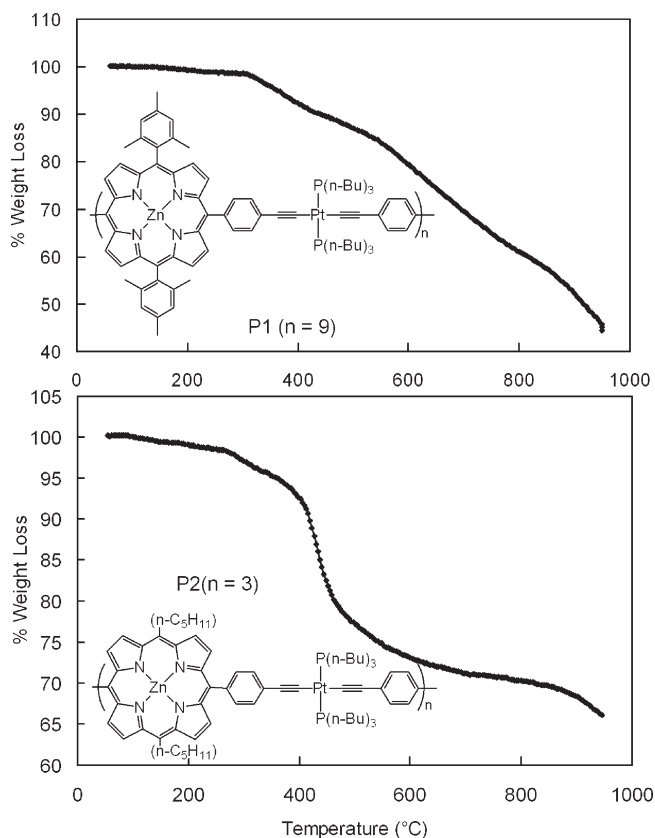 110
100
90
80
70
60
50
40
% Weight Loss
N
N
Zn
N
N
P(n-Bu)3
Pt
P(n-Bu)3
n
P1 (n = 9)
0
200
400
600
800
1000
105
100
95
90
85
80
75
70
65
60
% Weight Loss
P2(n = 3)
(n-C5H11)
N
N
Zn
N
N
(n-C5H11)
P(n-Bu)3
Pt
P(n-Bu)3
n
0
200
400
600
800
1000
Temperature (°C)